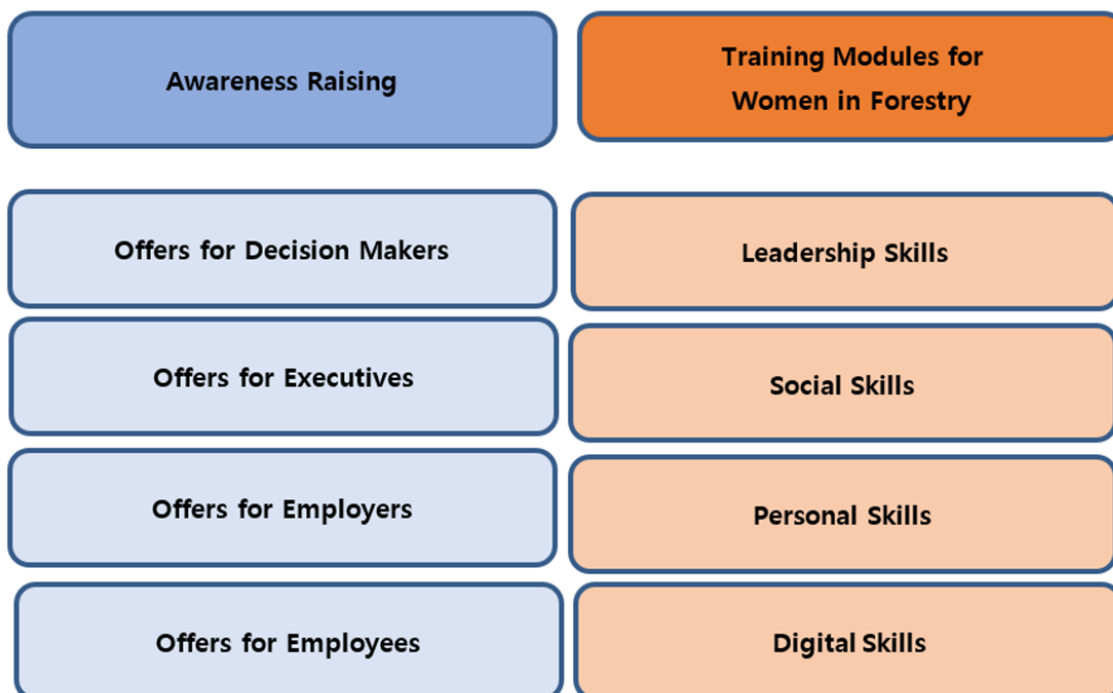 Awareness Raising
Training Modules for
Women in Forestry
Offers for Decision Makers
Leadership Skills
Offers for Executives
Social Skills
Offers for Employers
Personal Skills
Offers for Employees
Digital Skills